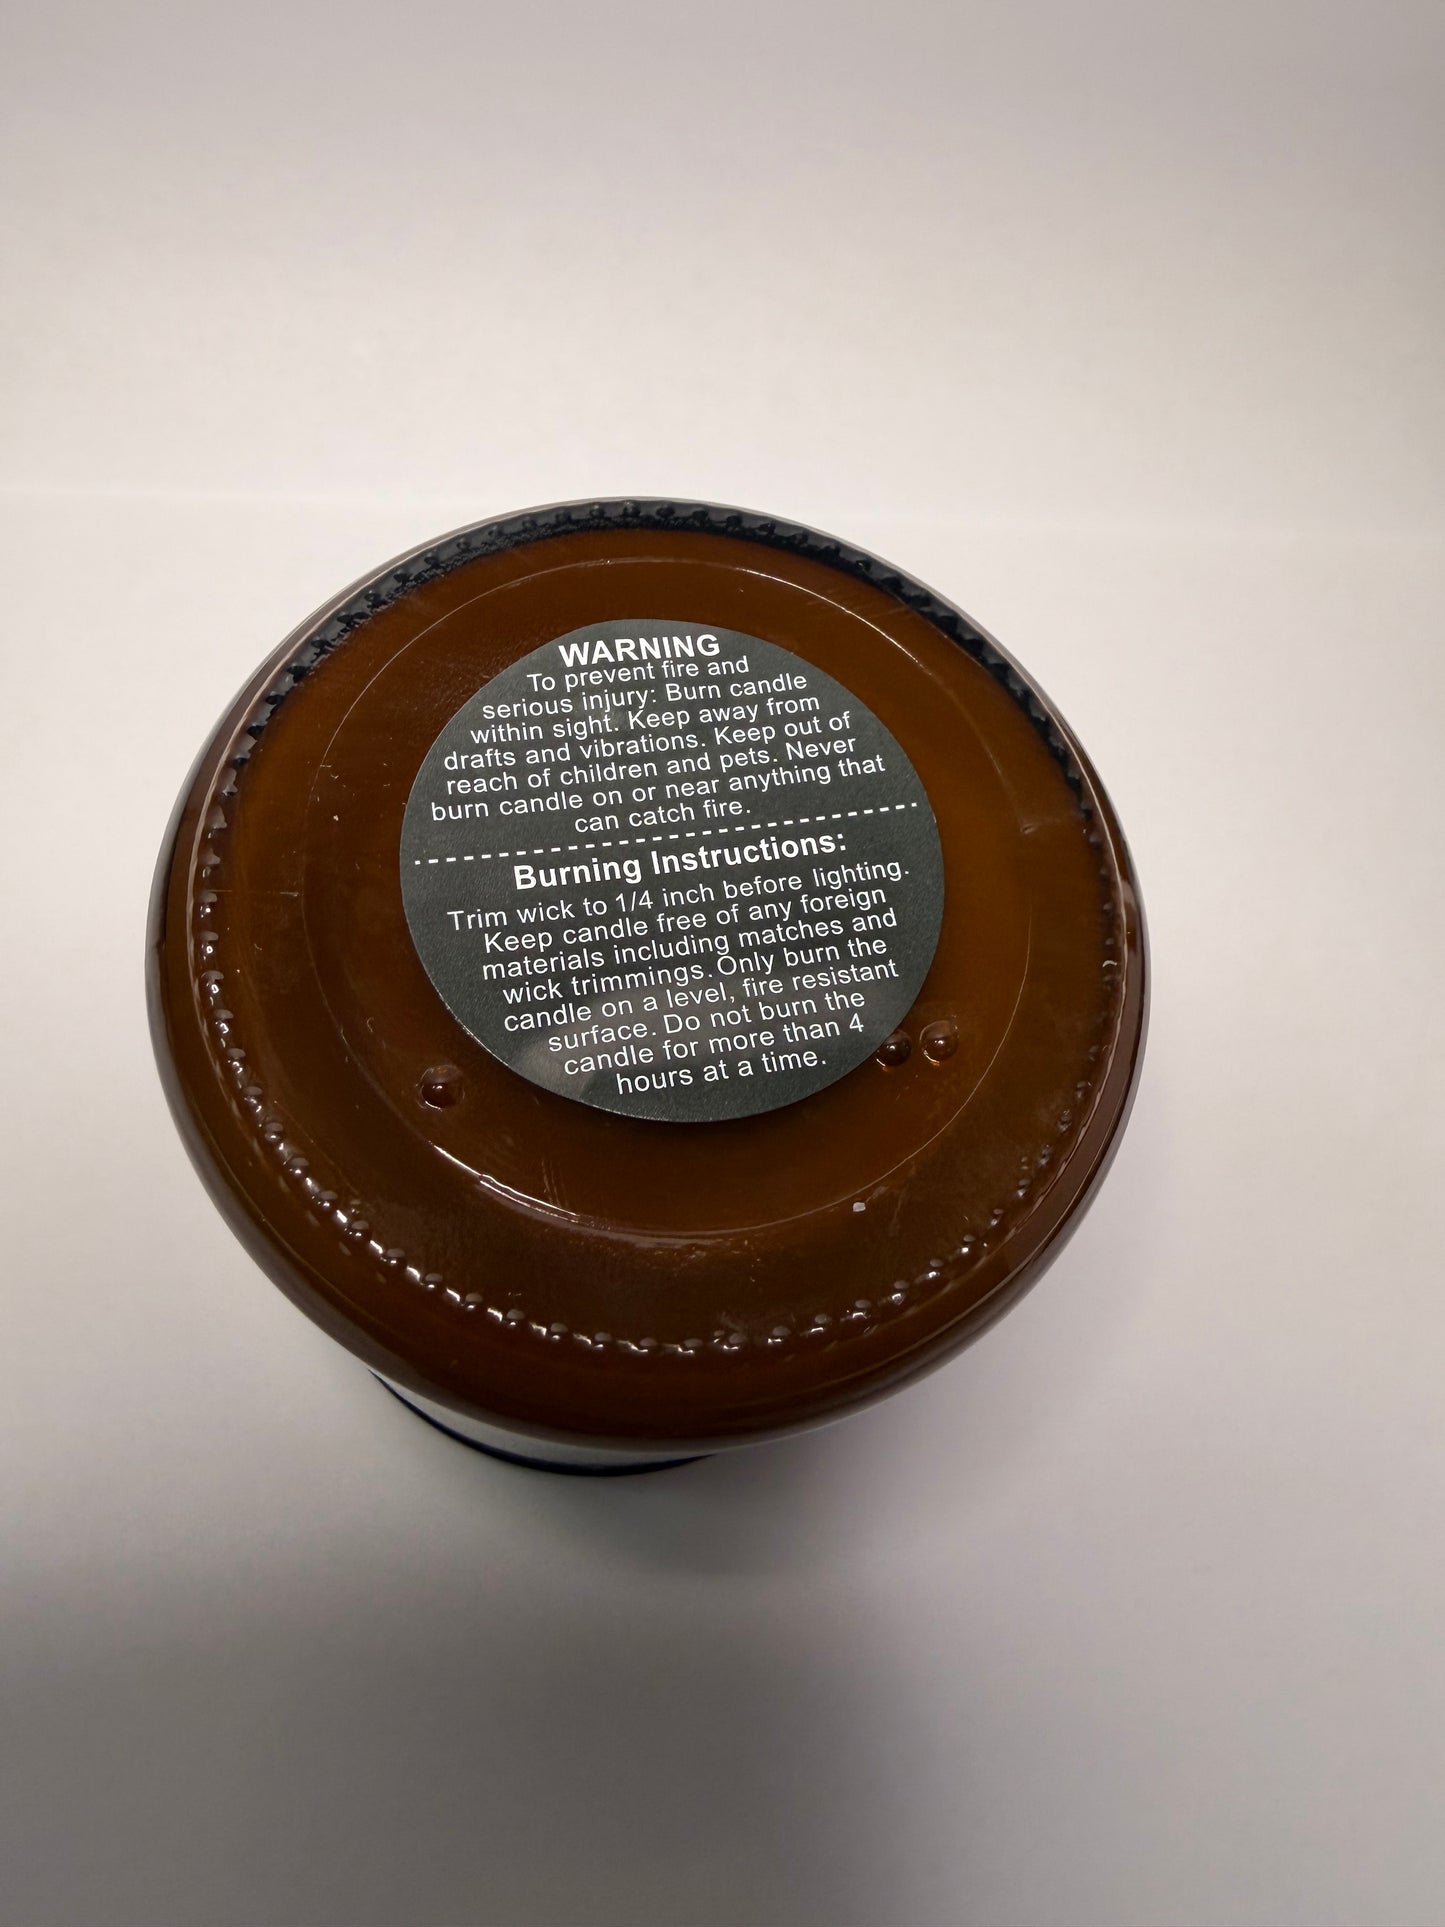 WARNING
To prevent fire and
serious injury: Burn candle
within sight. Keep away from
drafts and vibrations. Keep out of
reach of children and pets. Never
burn candle on or near anything that
can catch fire.
Burning Instructions:
Trim wick to 1/4 inch before lighting.
Keep candle free of any foreign
materials including matches and
wick trimmings. Only burn the
candle on a level, fire resistant
surface. Do not burn the
candle for more than 4
hours at a time.